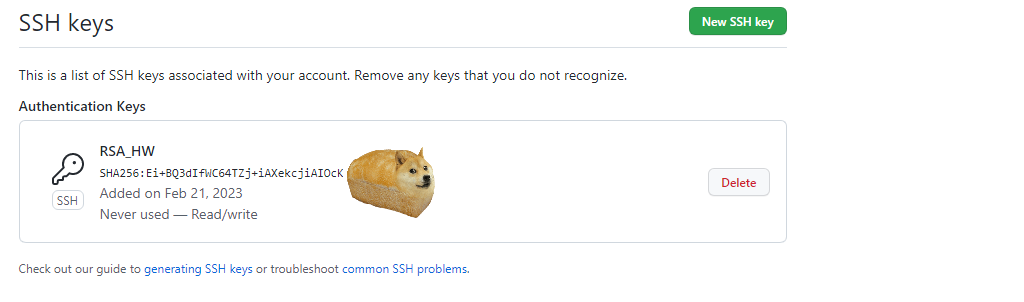 SSH keys
New SSH key
This is a list of SSH keys associated with your account. Remove any keys that you do not recognize.
Authentication Keys
RSA_HW
SHA256:Ei+BQ3dIfWC64TZj+iAXekcjiAIOcK
SSH
Added on Feb 21, 2023
Never used — Read/write
Delete
Check out our guide to generating SSH keys or troubleshoot common SSH problems.